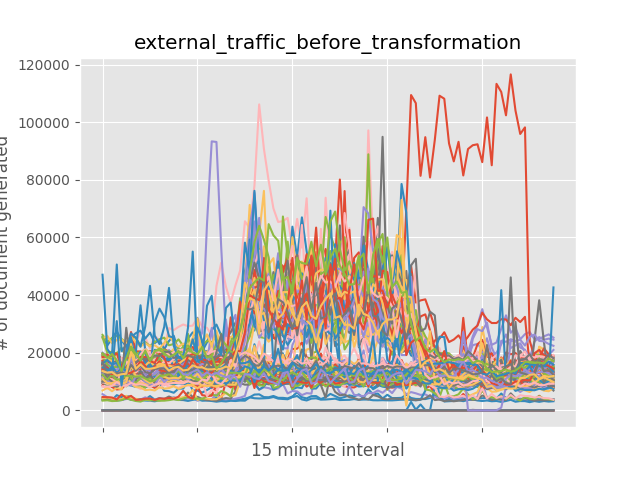 external_traffic_before_transformation
120000
100000
80000
60000
40000
20000
0
# of document generated
15 minute interval